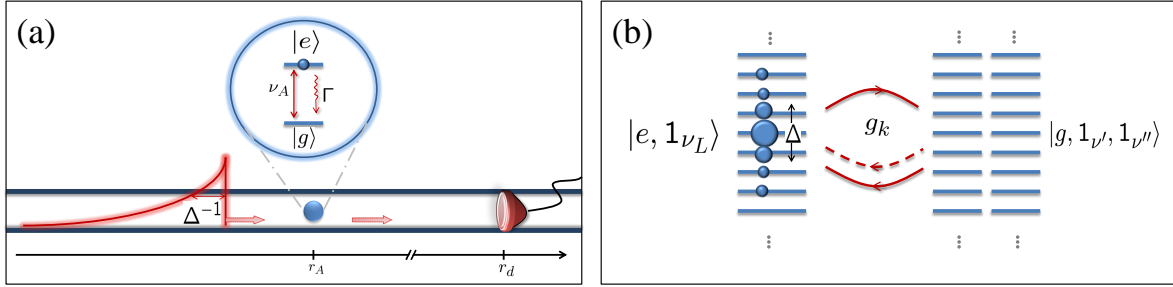 (a)
|e⟩
ν_A
Γ
|g⟩
Δ⁻¹
r_A
r_d
(b)
|e, 1_{ν_L}⟩
Δ
g_k
|g, 1_{ν'}, 1_{ν''}⟩